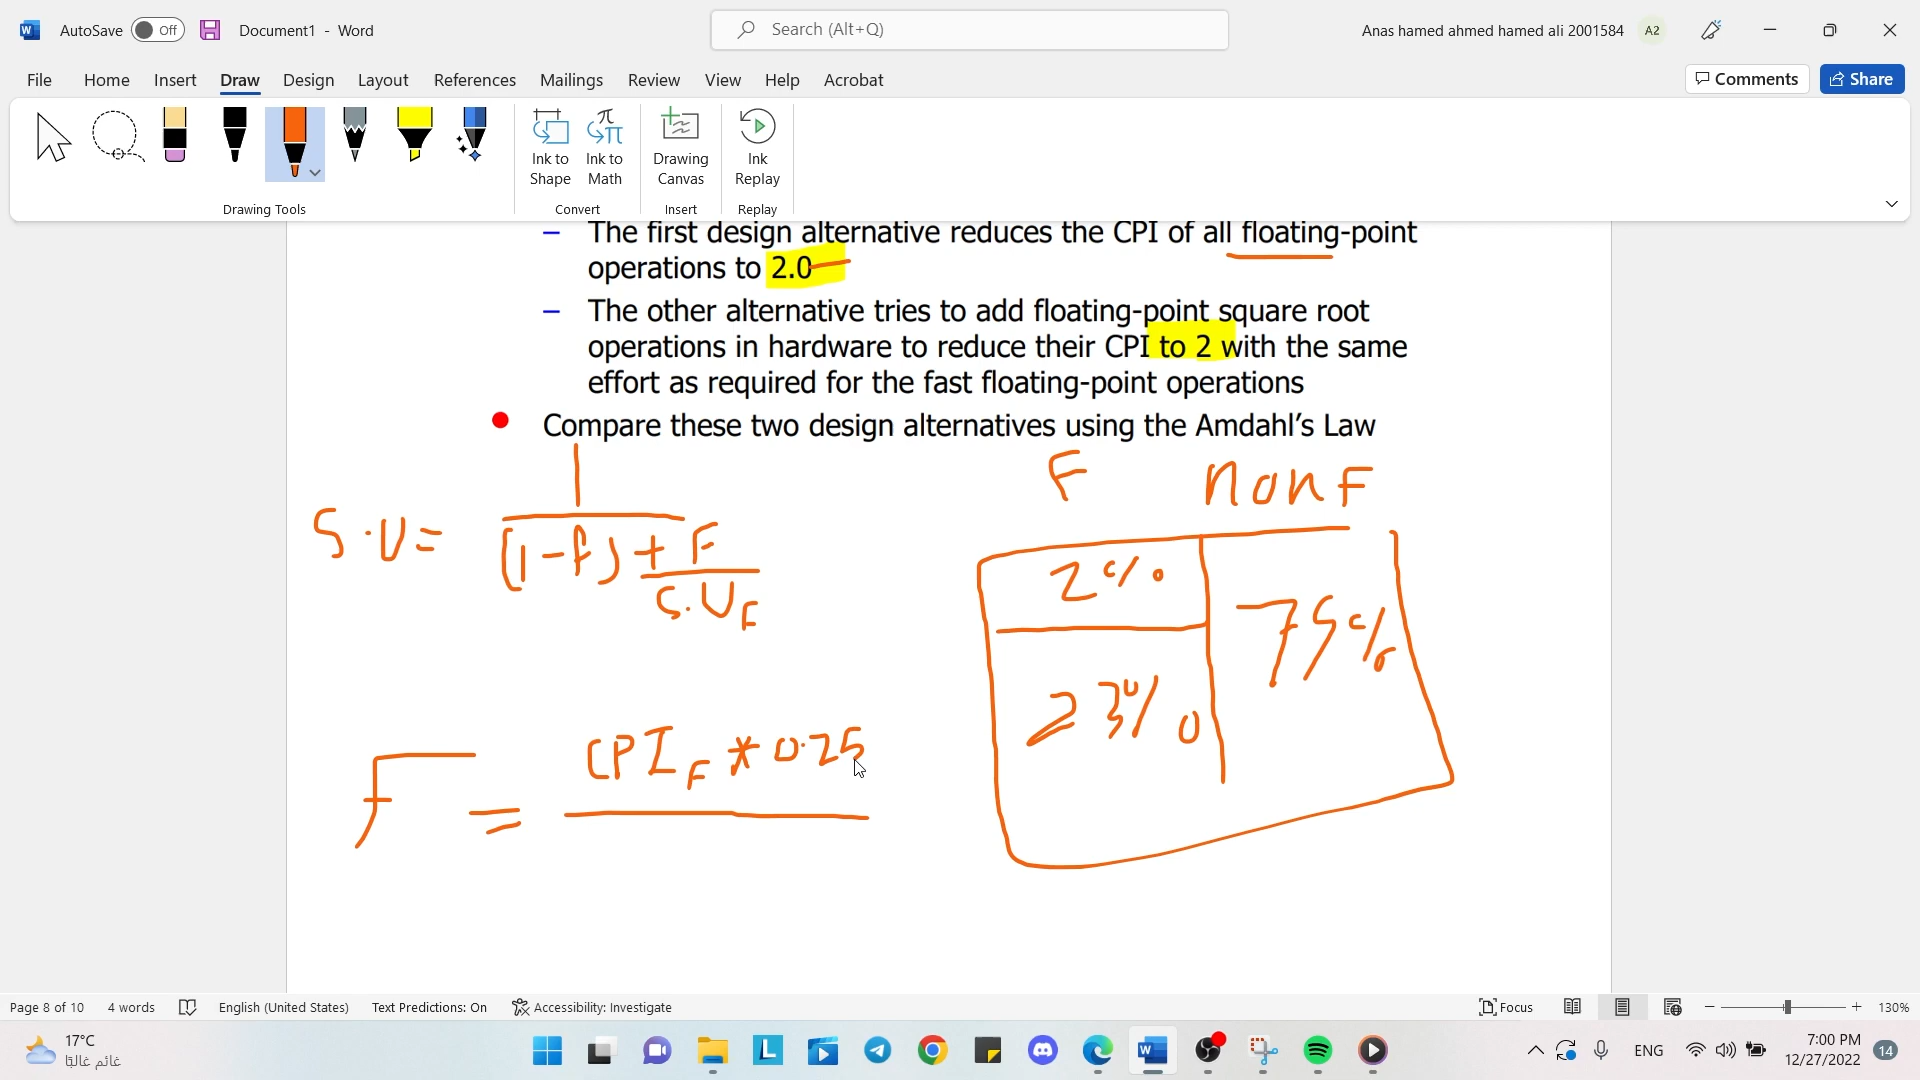 AutoSave Off Document1 - Word Search (Alt+Q) Anas hamed ahmed hamed ali 2001584 A2
File Home Insert Draw Design Layout References Mailings Review View Help Acrobat Comments Share
Ink to Shape Ink to Math Drawing Canvas Ink Replay
Drawing Tools Convert Insert Replay
– The first design alternative reduces the CPI of all floating-point
operations to 2.0
– The other alternative tries to add floating-point square root
operations in hardware to reduce their CPI to 2 with the same
effort as required for the fast floating-point operations
• Compare these two design alternatives using the Amdahl's Law
F non F
1
S.U= (1-f) + F
S.U F
2% 75%
23%
F = CPI F * 0.25
Page 8 of 10 4 words English (United States) Text Predictions: On Accessibility: Investigate Focus 130%
17°C
غائم غالبًا
ENG 7:00 PM
12/27/2022 14